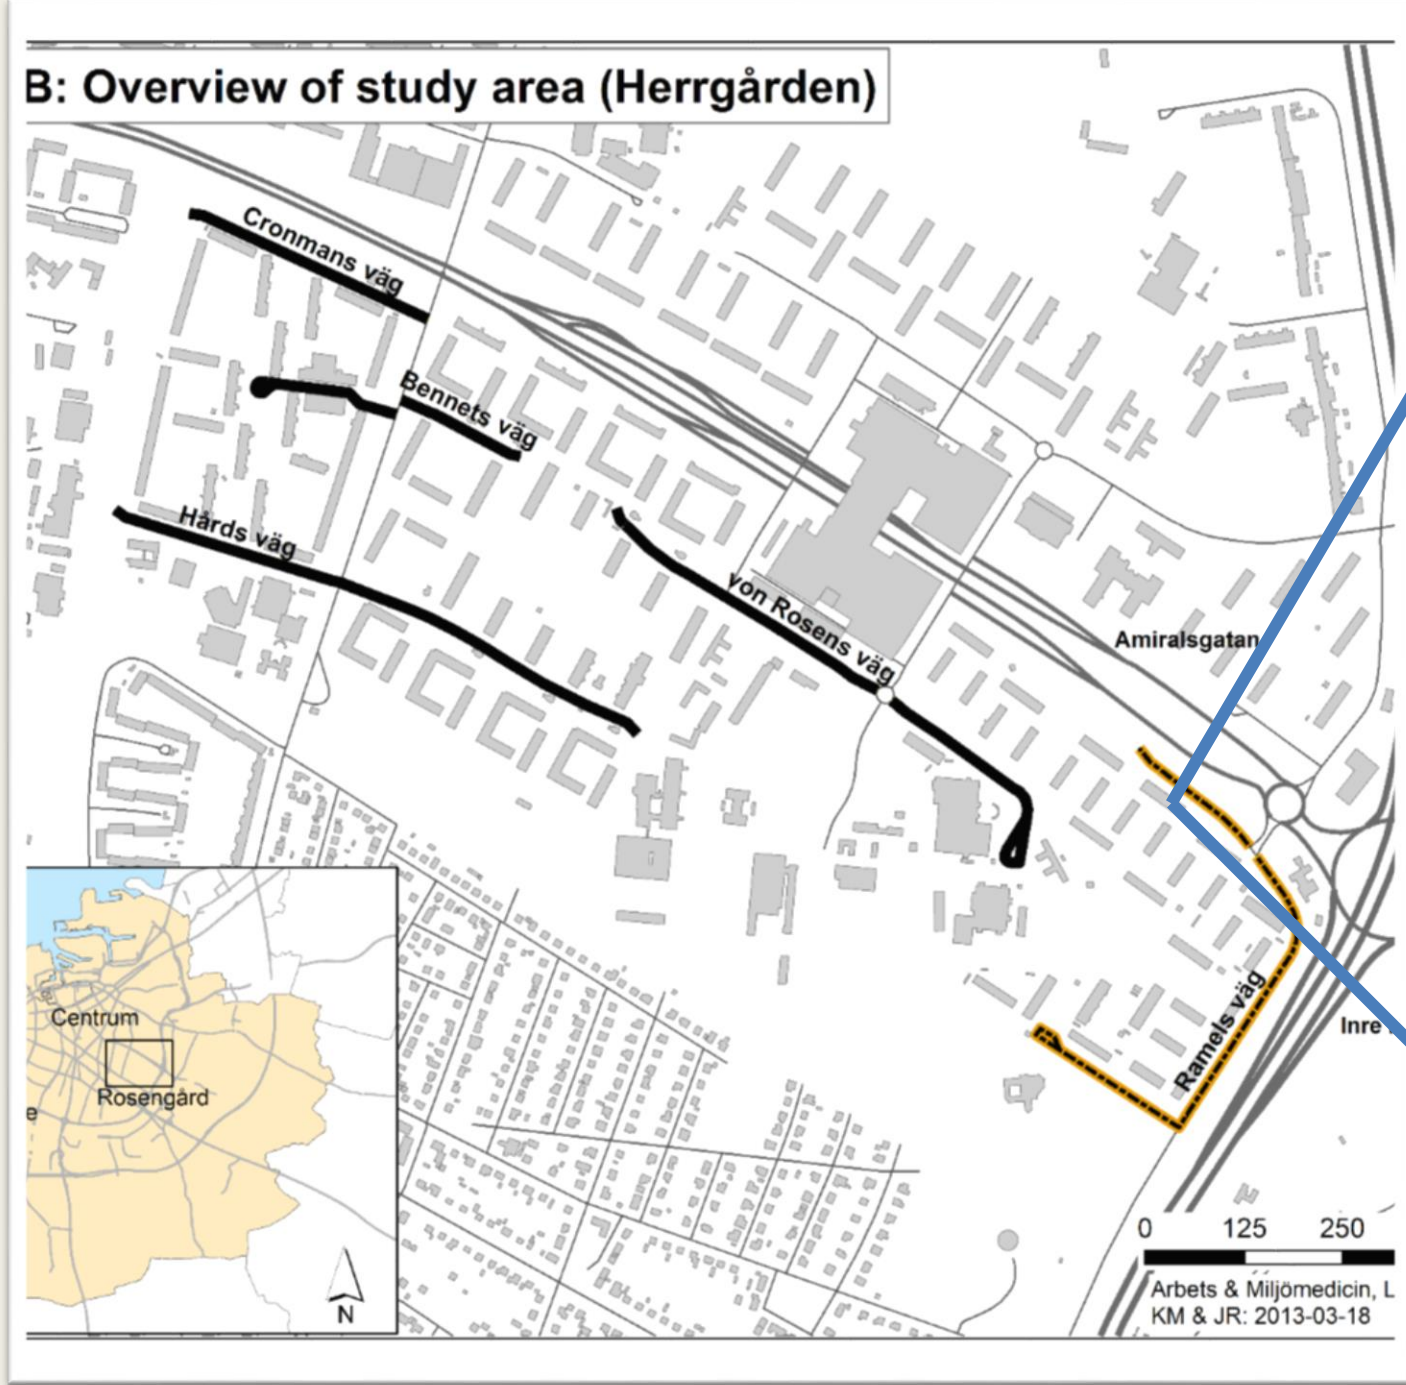 B: Overview of study area (Herrgården)
Cronmans väg
Bennets väg
Hårds väg
von Rosens väg
Amiralsgatan
Ramels väg
Inre
Centrum
Rosengård
e
N
0 125 250
Arbets & Miljömedicin, L
KM & JR: 2013-03-18